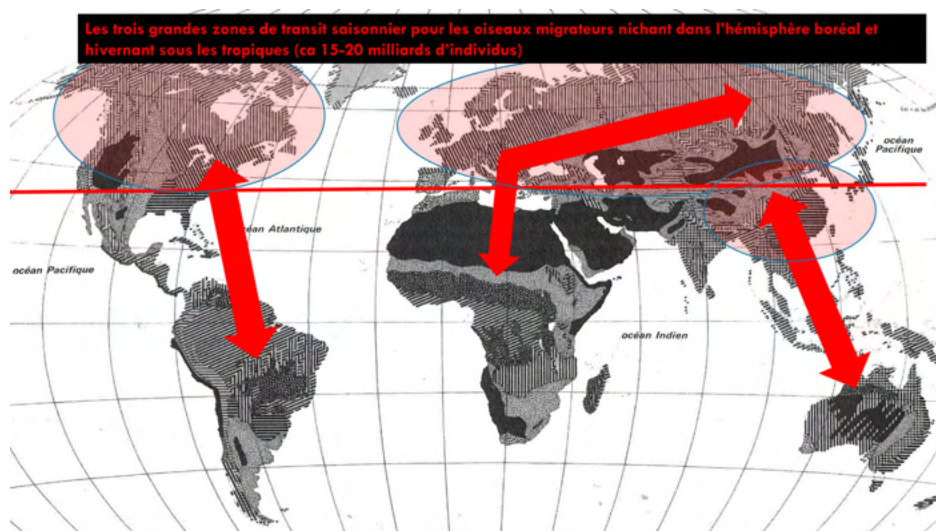 Les trois grandes zones de transit saisonnier pour les oiseaux migrateurs nichant dans l'hémisphère boréal et
hivernant sous les tropiques (ca 15-20 milliards d'individus)
océan
Pacifique
céan Atlantique
océan Pacifique
océan Indien